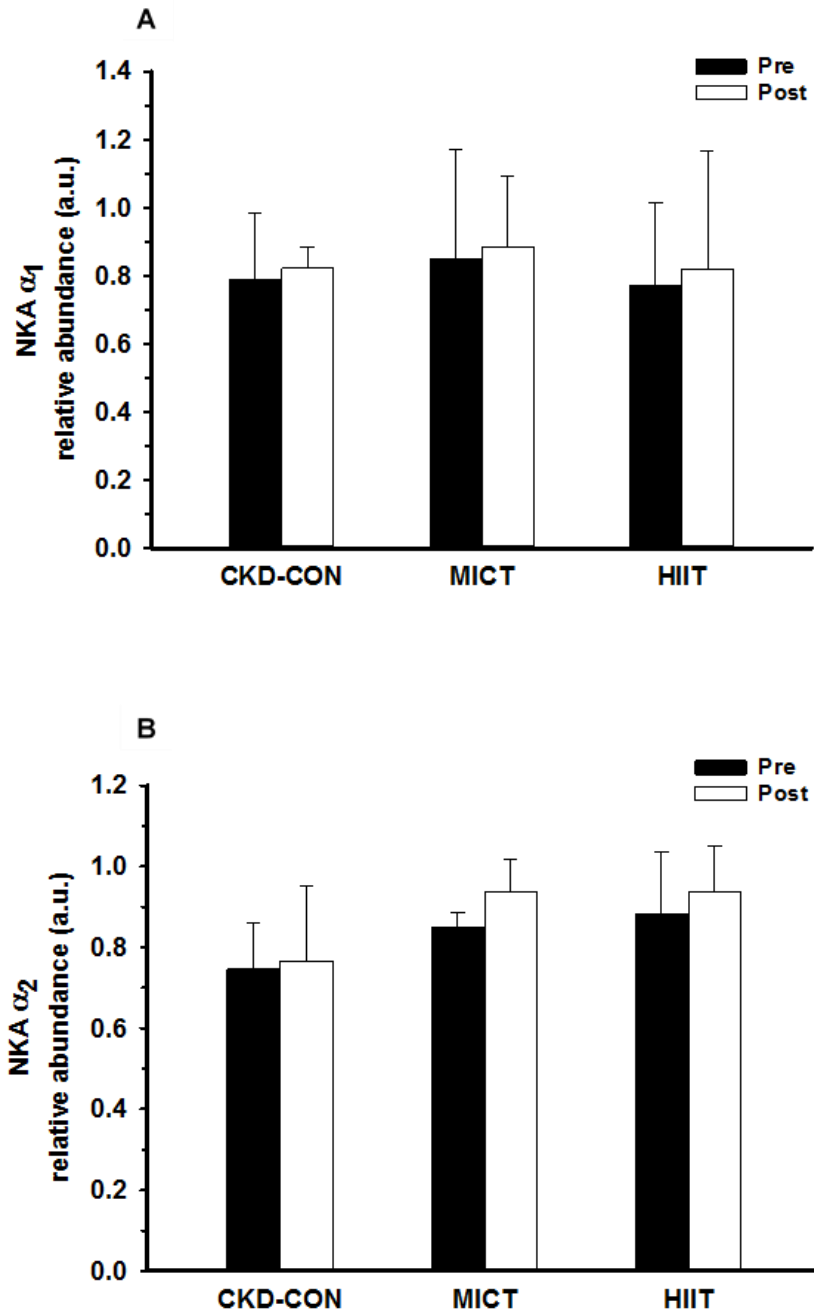 A
Pre
Post
1.4
1.2
1.0
0.8
0.6
0.4
0.2
0.0
NKA α1
relative abundance (a.u.)
CKD-CON MICT HIIT
B
Pre
Post
1.2
1.0
0.8
0.6
0.4
0.2
0.0
NKA α2
relative abundance (a.u.)
CKD-CON MICT HIIT